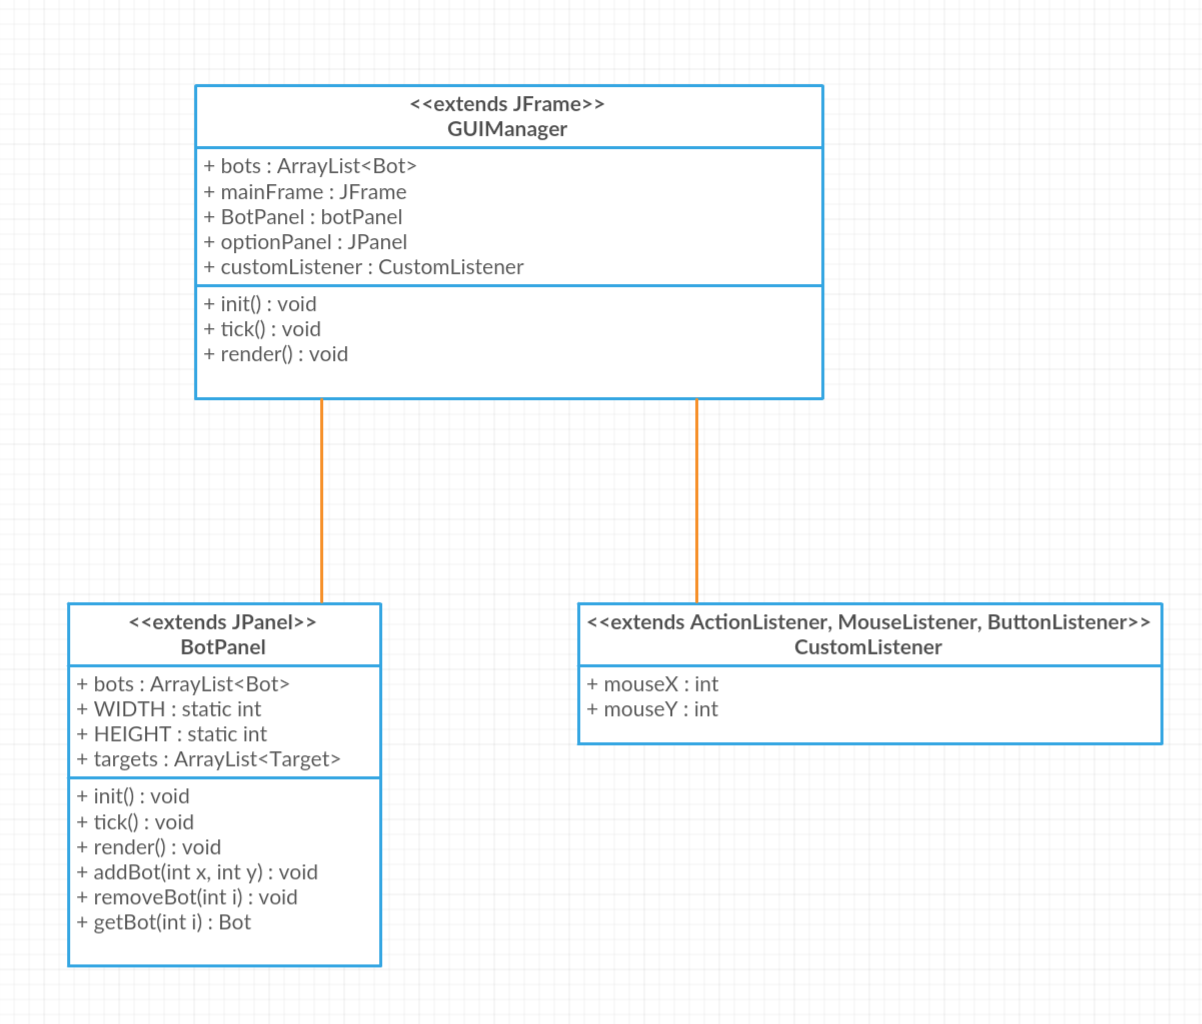 <<extends JFrame>>
GUIManager
+ bots : ArrayList<Bot>
+ mainFrame : JFrame
+ BotPanel : botPanel
+ optionPanel : JPanel
+ customListener : CustomListener
+ init() : void
+ tick() : void
+ render() : void
<<extends JPanel>>
BotPanel
+ bots : ArrayList<Bot>
+ WIDTH : static int
+ HEIGHT : static int
+ targets : ArrayList<Target>
+ init() : void
+ tick() : void
+ render() : void
+ addBot(int x, int y) : void
+ removeBot(int i) : void
+ getBot(int i) : Bot
<<extends ActionListener, MouseListener, ButtonListener>>
CustomListener
+ mouseX : int
+ mouseY : int